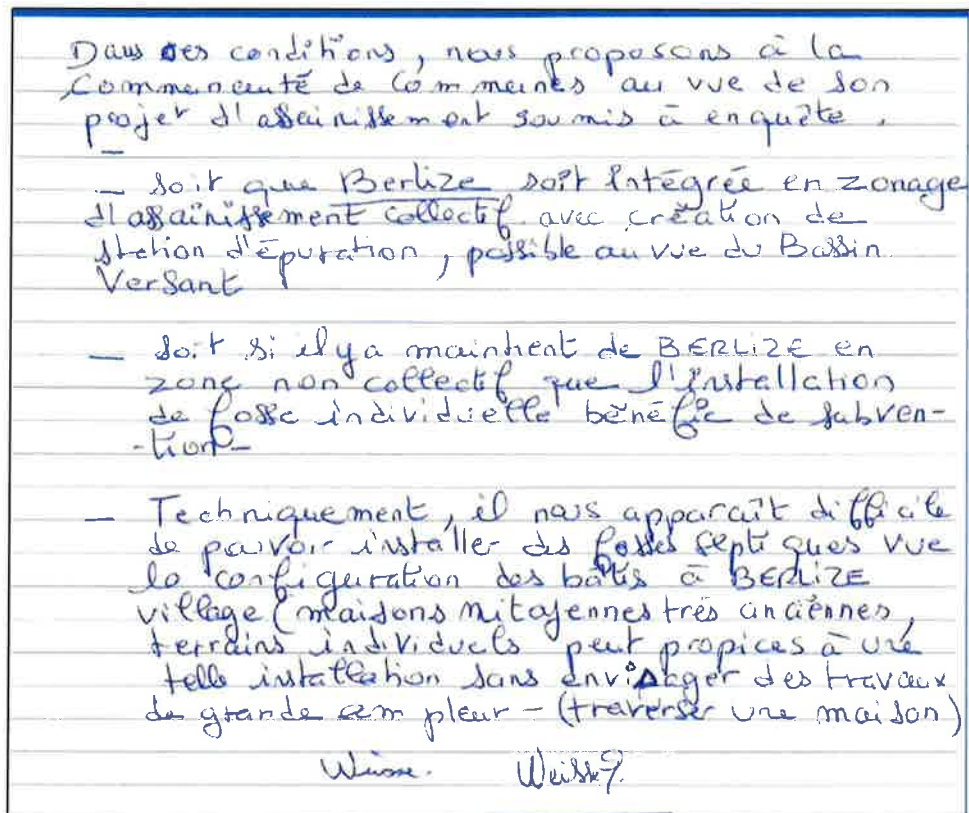 Dans ces conditions, nous proposons à la
Communauté de Communes au vue de son
projet d'assainissement soumis à enquête.
— soit que Berlize soit intégrée en zonage
d'assainissement collectif avec création de
station d'épuration, possible au vue du Bassin
Versant
— soit si il y a maintient de BERLIZE en
zone non collectif que l'installation
de fosse individuelle bénéfic de subven-
-tion-
— Techniquement, il nous apparaît difficile
de pouvoir installer des fosses septiques vue
la configuration des bâtis à BERLIZE
village (maisons mitoyennes très anciennes,
terrains individuels peut propices à une
telle installation sans envisager des travaux
de grande ampleur - (traverser une maison)